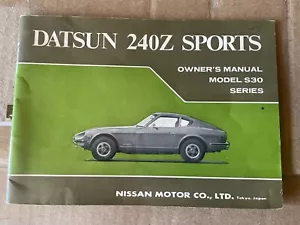 DATSUN 240Z SPORTS
OWNER'S MANUAL
MODEL S30
SERIES
NISSAN MOTOR CO., LTD. Tokyo, Japan